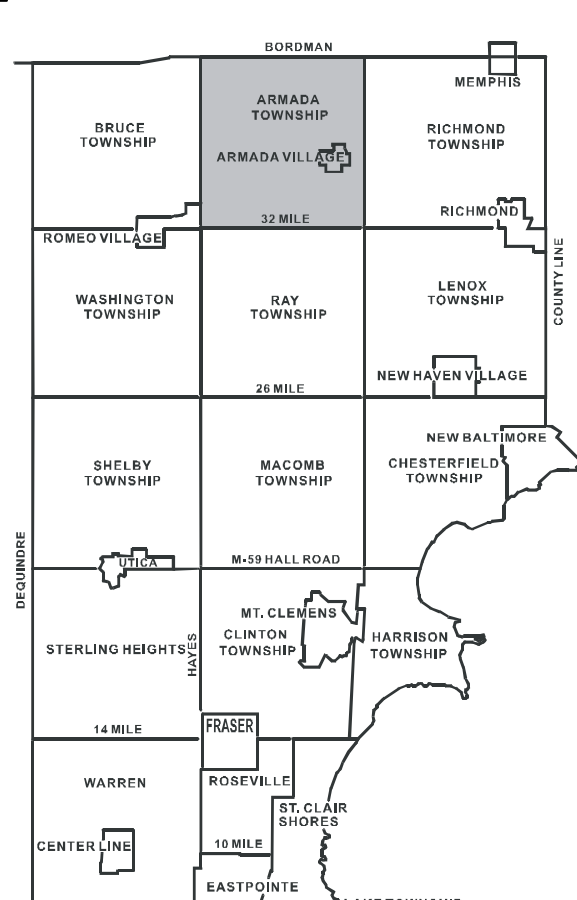 BORDMAN
MEMPHIS
ARMADA
TOWNSHIP
BRUCE
TOWNSHIP
RICHMOND
TOWNSHIP
ARMADA VILLAGE
RICHMOND
32 MILE
ROMEO VILLAGE
COUNTY LINE
WASHINGTON
TOWNSHIP
RAY
TOWNSHIP
LENOX
TOWNSHIP
NEW HAVEN VILLAGE
26 MILE
NEW BALTIMORE
SHELBY
TOWNSHIP
MACOMB
TOWNSHIP
CHESTERFIELD
TOWNSHIP
DEQUINDRE
UTICA
M-59 HALL ROAD
MT. CLEMENS
CLINTON
TOWNSHIP
HARRISON
TOWNSHIP
STERLING HEIGHTS
HAYES
14 MILE
FRASER
WARREN
ROSEVILLE
ST. CLAIR
SHORES
CENTER LINE
10 MILE
EASTPOINTE
LAKE TOWNSHIP